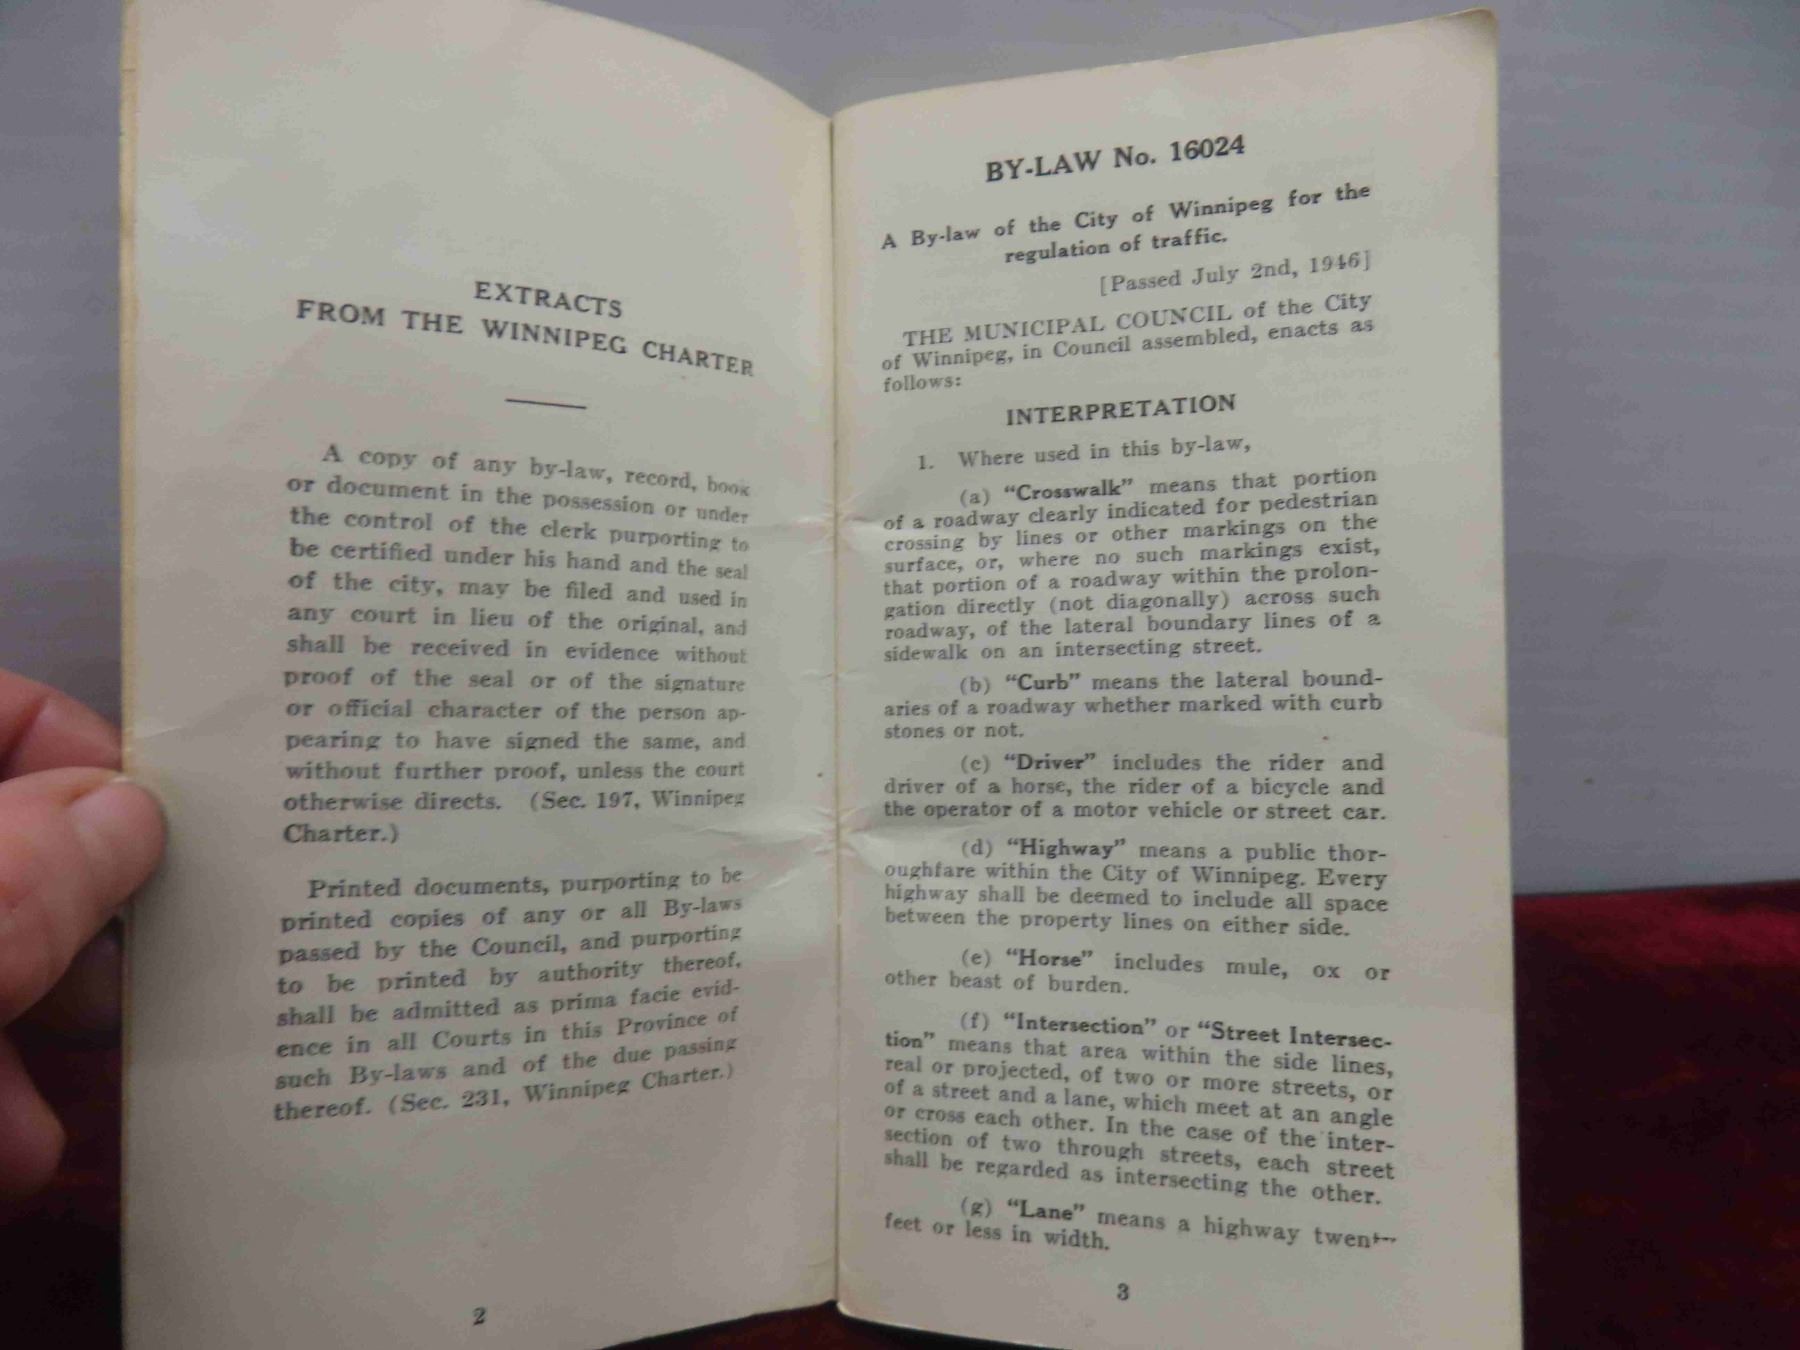 EXTRACTS
FROM THE WINNIPEG CHARTER
A copy of any by-law, record, book
or document in the possession or under
the control of the clerk purporting to
be certified under his hand and the seal
of the city, may be filed and used in
any court in lieu of the original, and
shall be received in evidence without
proof of the seal or of the signature
or official character of the person ap-
pearing to have signed the same, and
without further proof, unless the court
otherwise directs. (Sec. 197, Winnipeg
Charter.)
Printed documents, purporting to be
printed copies of any or all By-laws
passed by the Council, and purporting
to be printed by authority thereof,
shall be admitted as prima facie evid-
ence in all Courts in this Province of
such By-laws and of the due passing
thereof. (Sec. 231, Winnipeg Charter.)
2
BY-LAW No. 16024
A By-law of the City of Winnipeg for the
regulation of traffic.
[Passed July 2nd, 1946]
THE MUNICIPAL COUNCIL of the City
of Winnipeg, in Council assembled, enacts as
follows:
INTERPRETATION
1. Where used in this by-law,
(a) "Crosswalk" means that portion
of a roadway clearly indicated for pedestrian
crossing by lines or other markings on the
surface, or, where no such markings exist,
that portion of a roadway within the prolon-
gation directly (not diagonally) across such
roadway, of the lateral boundary lines of a
sidewalk on an intersecting street.
(b) "Curb" means the lateral bound-
aries of a roadway whether marked with curb
stones or not.
(c) "Driver" includes the rider and
driver of a horse, the rider of a bicycle and
the operator of a motor vehicle or street car.
(d) "Highway" means a public thor-
oughfare within the City of Winnipeg. Every
highway shall be deemed to include all space
between the property lines on either side.
(e) "Horse" includes mule, ox or
other beast of burden.
(f) "Intersection" or "Street Intersec-
tion" means that area within the side lines,
real or projected, of two or more streets, or
of a street and a lane, which meet at an angle
or cross each other. In the case of the inter-
section of two through streets, each street
shall be regarded as intersecting the other.
(g) "Lane" means a highway twenty
feet or less in width.
3